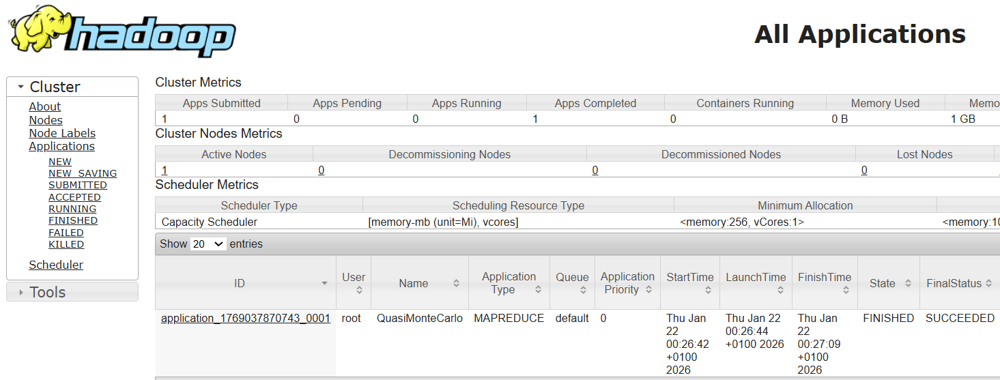 hadoop
All Applications
Cluster
About
Nodes
Node Labels
Applications
NEW
NEW_SAVING
SUBMITTED
ACCEPTED
RUNNING
FINISHED
FAILED
KILLED
Scheduler
Tools
Cluster Metrics
Apps Submitted Apps Pending Apps Running Apps Completed Containers Running Memory Used Memo
1 0 0 1 0 0 B 1 GB
Cluster Nodes Metrics
Active Nodes Decommissioning Nodes Decommissioned Nodes Lost Nodes
1 0 0 0
Scheduler Metrics
Scheduler Type Scheduling Resource Type Minimum Allocation
Capacity Scheduler [memory-mb (unit=Mi), vcores] <memory:256, vCores:1> <memory:10
Show 20 entries
ID User Name Application Type Queue Application Priority StartTime LaunchTime FinishTime State FinalStatus
application_1769037870743_0001 root QuasiMonteCarlo MAPREDUCE default 0 Thu Jan 22 00:26:42 +0100 2026 Thu Jan 22 00:26:44 +0100 2026 Thu Jan 22 00:27:09 +0100 2026 FINISHED SUCCEEDED